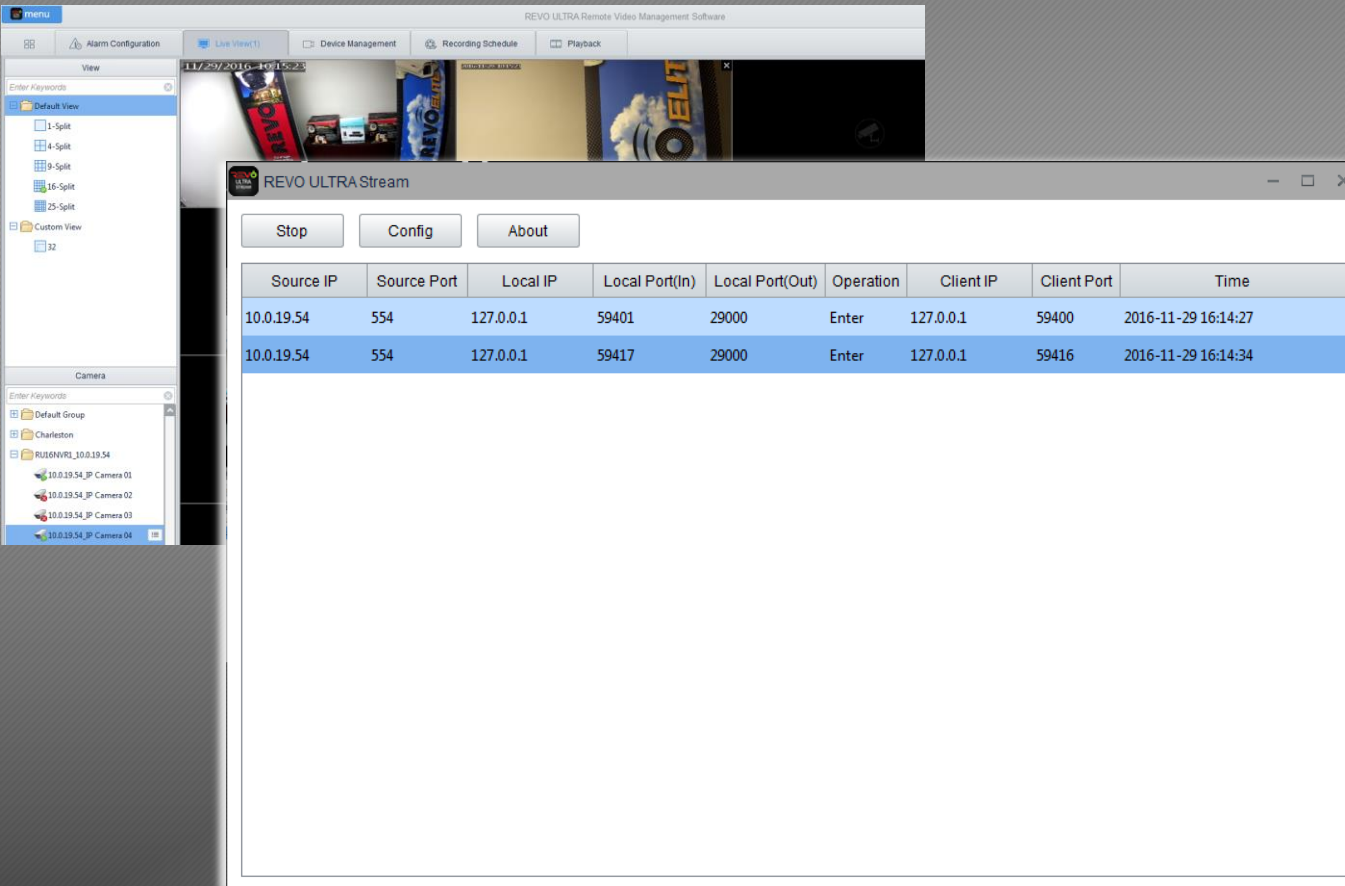 menu
REVO ULTRA Remote Video Management Software
Alarm Configuration
Live View(1)
Device Management
Recording Schedule
Playback
View
Enter Keywords
Default View
1-Split
4-Split
9-Split
16-Split
25-Split
Custom View
32
11/29/2016 10:15:23
REVO
REVO ELIT
ELIT
REVO ULTRA Stream
Stop Config About
Source IP Source Port Local IP Local Port(In) Local Port(Out) Operation Client IP Client Port Time
10.0.19.54 554 127.0.0.1 59401 29000 Enter 127.0.0.1 59400 2016-11-29 16:14:27
10.0.19.54 554 127.0.0.1 59417 29000 Enter 127.0.0.1 59416 2016-11-29 16:14:34
Camera
Enter Keywords
Default Group
Charleston
RU16NVR1_10.0.19.54
10.0.19.54_IP Camera 01
10.0.19.54_IP Camera 02
10.0.19.54_IP Camera 03
10.0.19.54_IP Camera 04